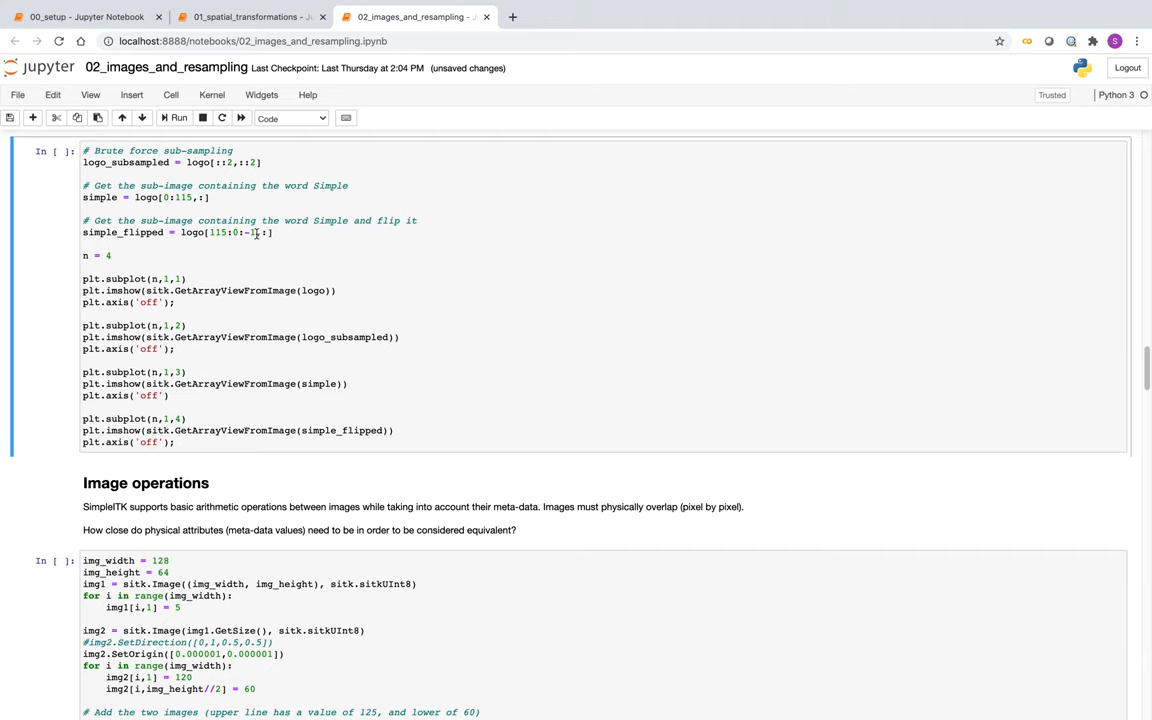 00_setup - Jupyter Notebook
01_spatial_transformations - Ju
02_images_and_resampling - J
localhost:8888/notebooks/02_images_and_resampling.ipynb
S
jupyter 02_images_and_resampling Last Checkpoint: Last Thursday at 2:04 PM (unsaved changes)
Logout
File Edit View Insert Cell Kernel Widgets Help
Trusted
Python 3
Run
Code
In [ ]:
# Brute force sub-sampling
logo_subsampled = logo[::2,::2]
# Get the sub-image containing the word Simple
simple = logo[0:115,:]
# Get the sub-image containing the word Simple and flip it
simple_flipped = logo[115:0:-1,:]
n = 4
plt.subplot(n,1,1)
plt.imshow(sitk.GetArrayViewFromImage(logo))
plt.axis('off');
plt.subplot(n,1,2)
plt.imshow(sitk.GetArrayViewFromImage(logo_subsampled))
plt.axis('off');
plt.subplot(n,1,3)
plt.imshow(sitk.GetArrayViewFromImage(simple))
plt.axis('off')
plt.subplot(n,1,4)
plt.imshow(sitk.GetArrayViewFromImage(simple_flipped))
plt.axis('off');
Image operations
SimpleITK supports basic arithmetic operations between images while taking into account their meta-data. Images must physically overlap (pixel by pixel).
How close do physical attributes (meta-data values) need to be in order to be considered equivalent?
In [ ]:
img_width = 128
img_height = 64
img1 = sitk.Image((img_width, img_height), sitk.sitkUInt8)
for i in range(img_width):
img1[i,1] = 5
img2 = sitk.Image(img1.GetSize(), sitk.sitkUInt8)
#img2.SetDirection([0,1,0.5,0.5])
img2.SetOrigin([0.000001,0.000001])
for i in range(img_width):
img2[i,1] = 120
img2[i,img_height//2] = 60
# Add the two images (upper line has a value of 125, and lower of 60)